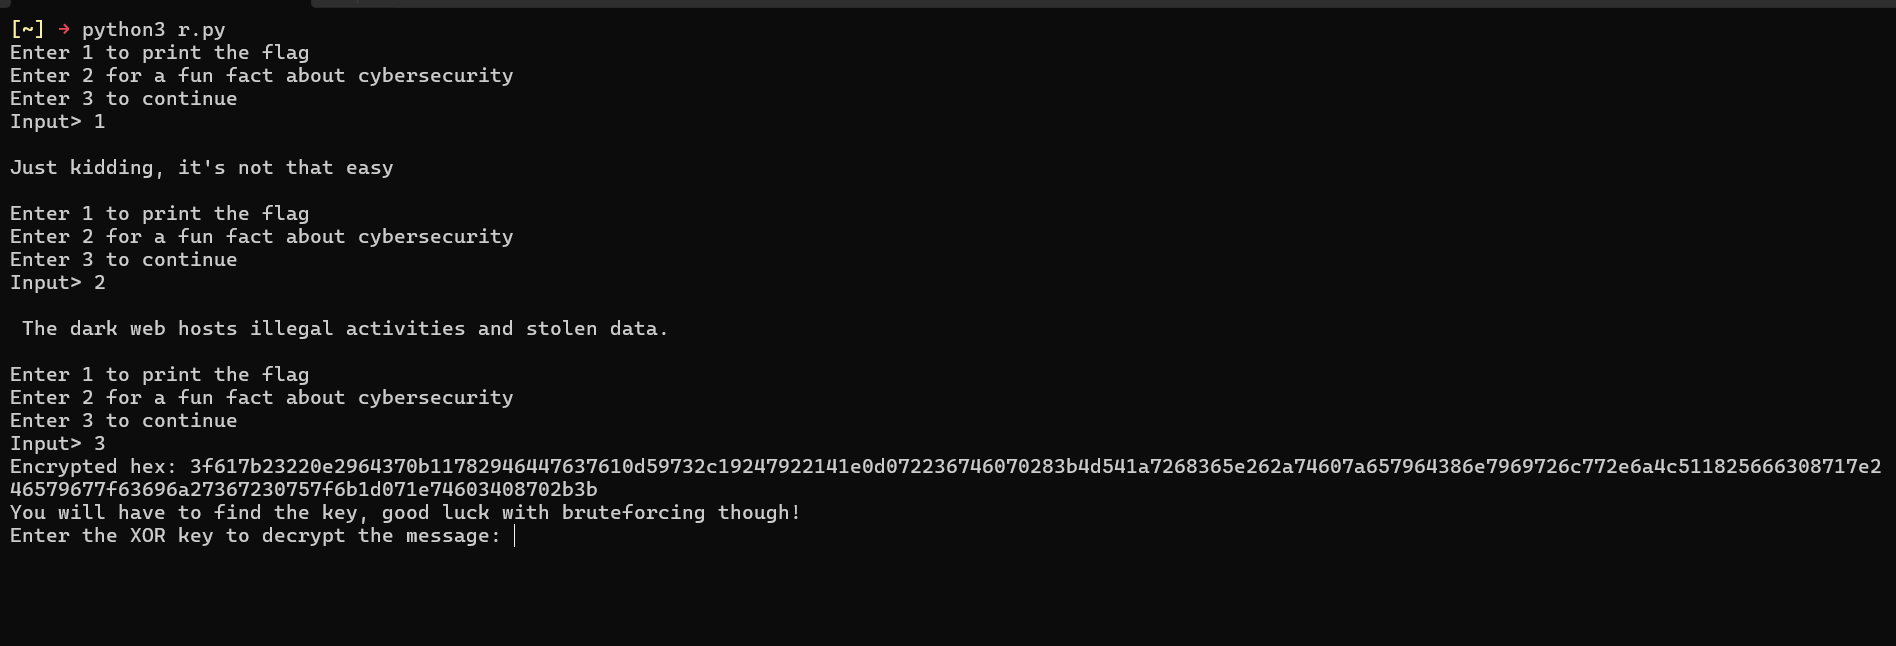 [~] → python3 r.py
Enter 1 to print the flag
Enter 2 for a fun fact about cybersecurity
Enter 3 to continue
Input> 1
Just kidding, it's not that easy
Enter 1 to print the flag
Enter 2 for a fun fact about cybersecurity
Enter 3 to continue
Input> 2
The dark web hosts illegal activities and stolen data.
Enter 1 to print the flag
Enter 2 for a fun fact about cybersecurity
Enter 3 to continue
Input> 3
Encrypted hex: 3f617b23220e2964370b11782946447637610d59732c19247922141e0d072236746070283b4d541a7268365e262a74607a657964386e7969726c772e6a4c511825666308717e2
46579677f63696a27367230757f6b1d071e74603408702b3b
You will have to find the key, good luck with bruteforcing though!
Enter the XOR key to decrypt the message: